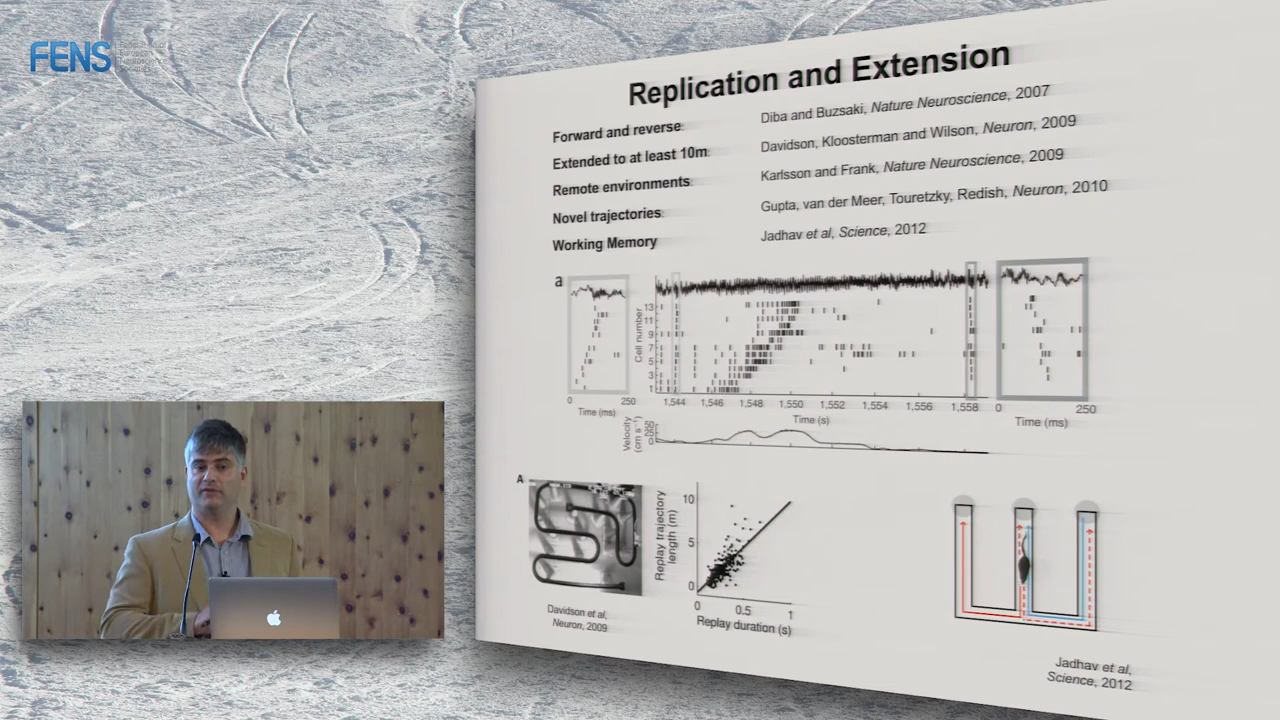 FENS
Replication and Extension
Forward and reverse: Diba and Buzsaki, Nature Neuroscience, 2007
Extended to at least 10m: Davidson, Kloosterman and Wilson, Neuron, 2009
Remote environments: Karlsson and Frank, Nature Neuroscience, 2009
Novel trajectories: Gupta, van der Meer, Touretzky, Redish, Neuron, 2010
Working Memory Jadhav et al, Science, 2012
a
Cell number
13
11
9
7
5
3
1
0 250
Time (ms)
1,544 1,546 1,548 1,550 1,552 1,554 1,556 1,558
Time (s)
0 250
Time (ms)
Velocity (cm s⁻¹)
50
25
0
A
Davidson et al,
Neuron, 2009
Replay trajectory
length (m)
10
5
0
0 0.5 1
Replay duration (s)
Jadhav et al,
Science, 2012